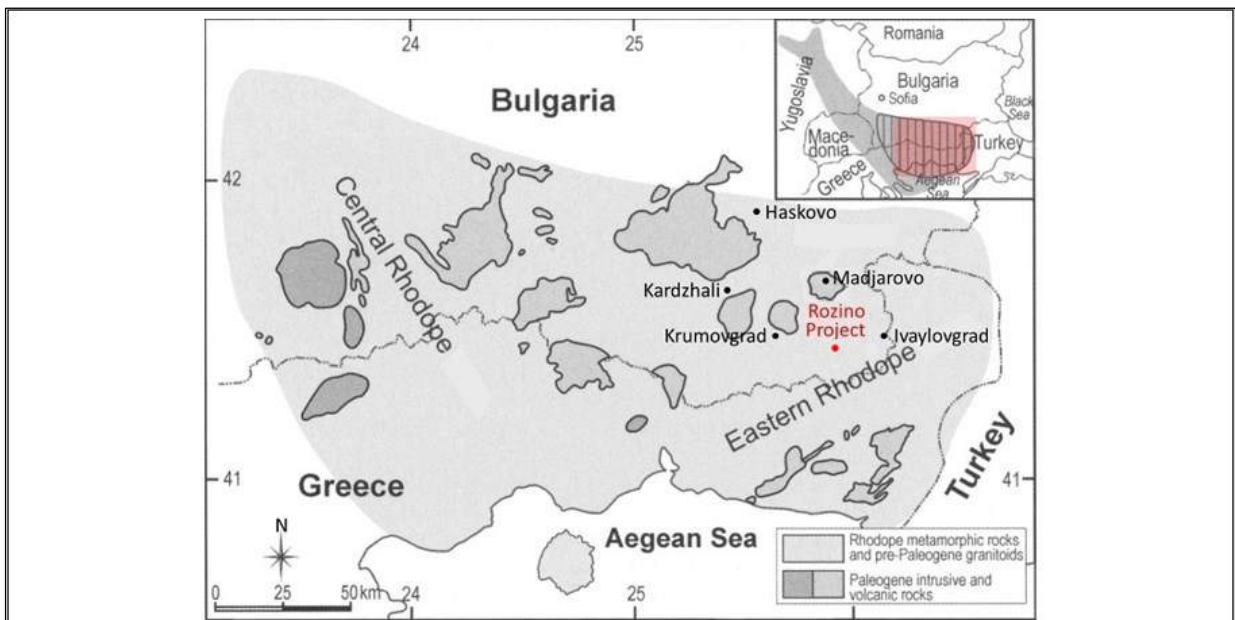 24
25
Bulgaria
42
Central Rhodope
Haskovo
Kardzhali
Madjarovo
Rozino
Project
Krumovgrad
Ivaylovgrad
Eastern Rhodope
41
41
Greece
Turkey
Aegean Sea
N
0 25 50 km
24
25
Romania
Bulgaria
Sofia
Yugoslavia
Black
Sea
Mace-
donia
Turkey
Greece
Aegean
Sea
Rhodope metamorphic rocks
and pre-Paleogene granitoids
Paleogene intrusive and
volcanic rocks